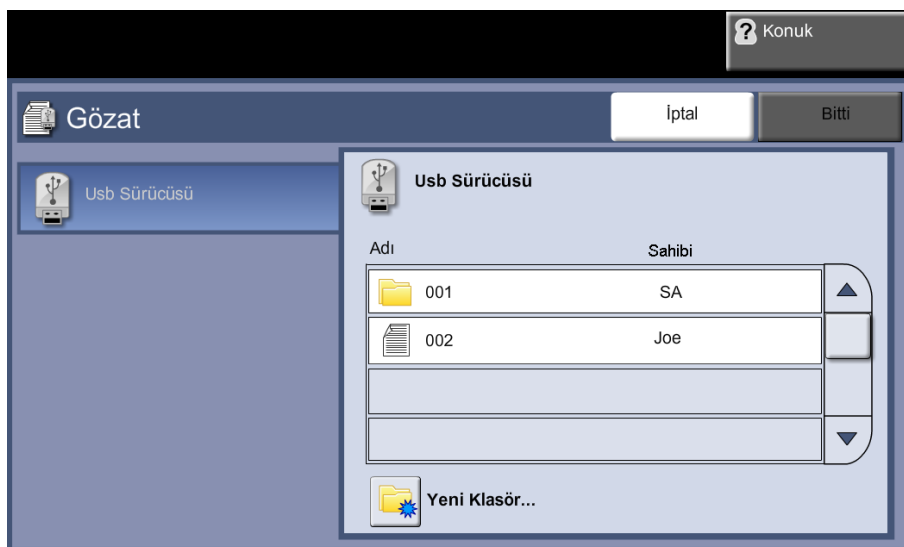 Konuk
Gözat
İptal
Bitti
Usb Sürücüsü
Usb Sürücüsü
Adı Sahibi
001 SA
002 Joe
Yeni Klasör...